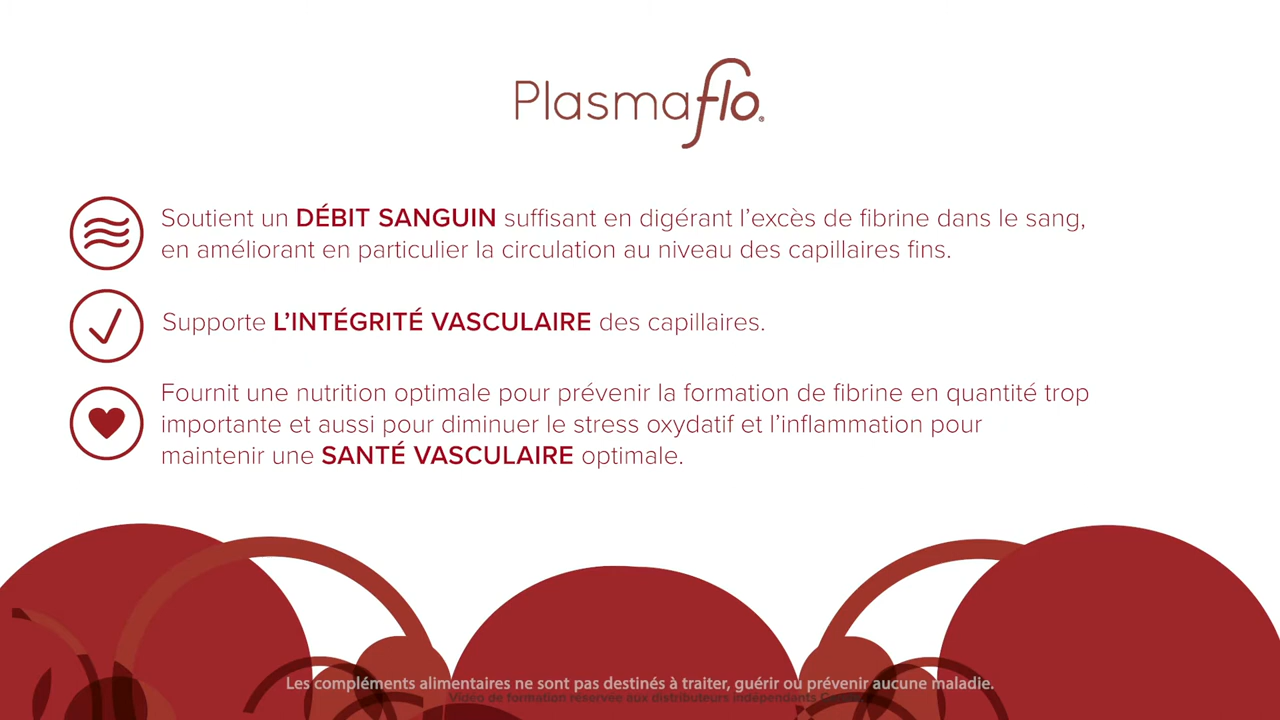 Plasmaflo®
Soutient un DÉBIT SANGUIN suffisant en digérant l’excès de fibrine dans le sang,
en améliorant en particulier la circulation au niveau des capillaires fins.
Supporte L’INTÉGRITÉ VASCULAIRE des capillaires.
Fournit une nutrition optimale pour prévenir la formation de fibrine en quantité trop
importante et aussi pour diminuer le stress oxydatif et l’inflammation pour
maintenir une SANTÉ VASCULAIRE optimale.
Les compléments alimentaires ne sont pas destinés à traiter, guérir ou prévenir aucune maladie.
Vidéo de formation réservée aux distributeurs indépendants